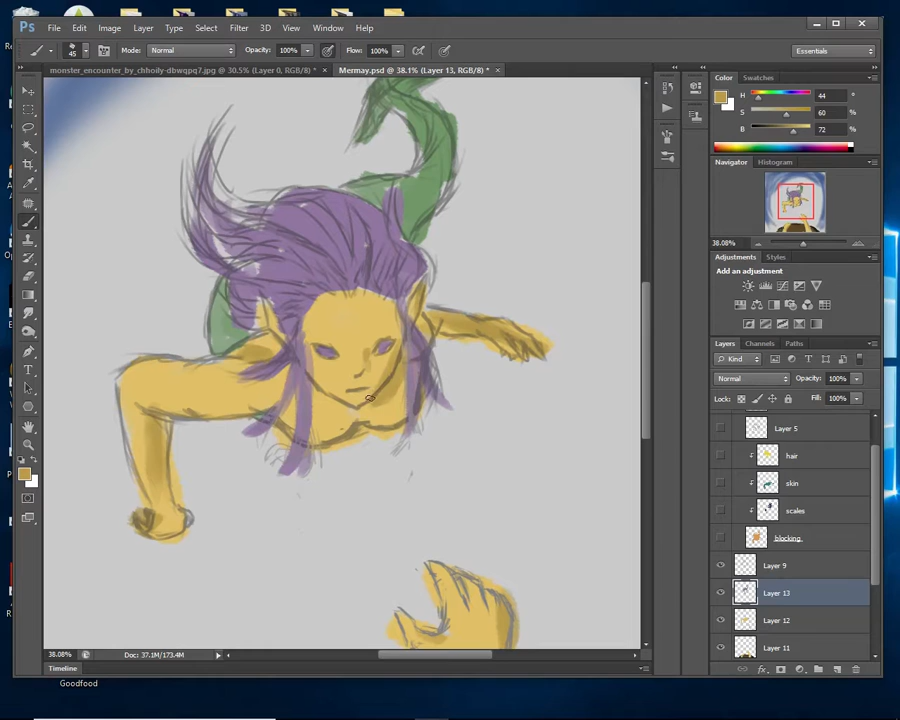 Ps File Edit Image Layer Type Select Filter 3D View Window Help
45 Mode: Normal Opacity: 100% Flow: 100% Essentials
monster_encounter_by_chhoily-dbwqpq7.jpg @ 30.5% (Layer 0, RGB/8) * × Mermay.psd @ 38.1% (Layer 13, RGB/8) * ×
Color Swatches
H 44 °
S 60 %
B 72 %
Navigator Histogram
38.08%
Adjustments Styles
Add an adjustment
Layers Channels Paths
Kind
Normal Opacity: 100%
Lock: Fill: 100%
Layer 5
hair
skin
scales
blocking
Layer 9
Layer 13
Layer 12
Layer 11
38.08% Doc: 37.1M/173.4M
Timeline
Goodfood